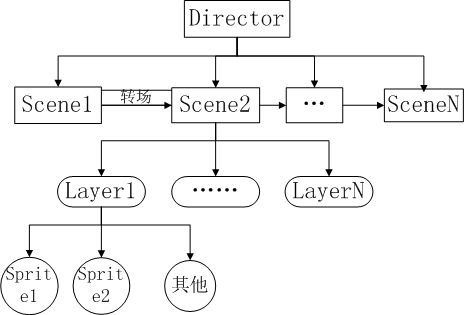 Director
Scene1
转场
Scene2
…
SceneN
Layer1
……
LayerN
Sprit
e1
Sprit
e2
其他